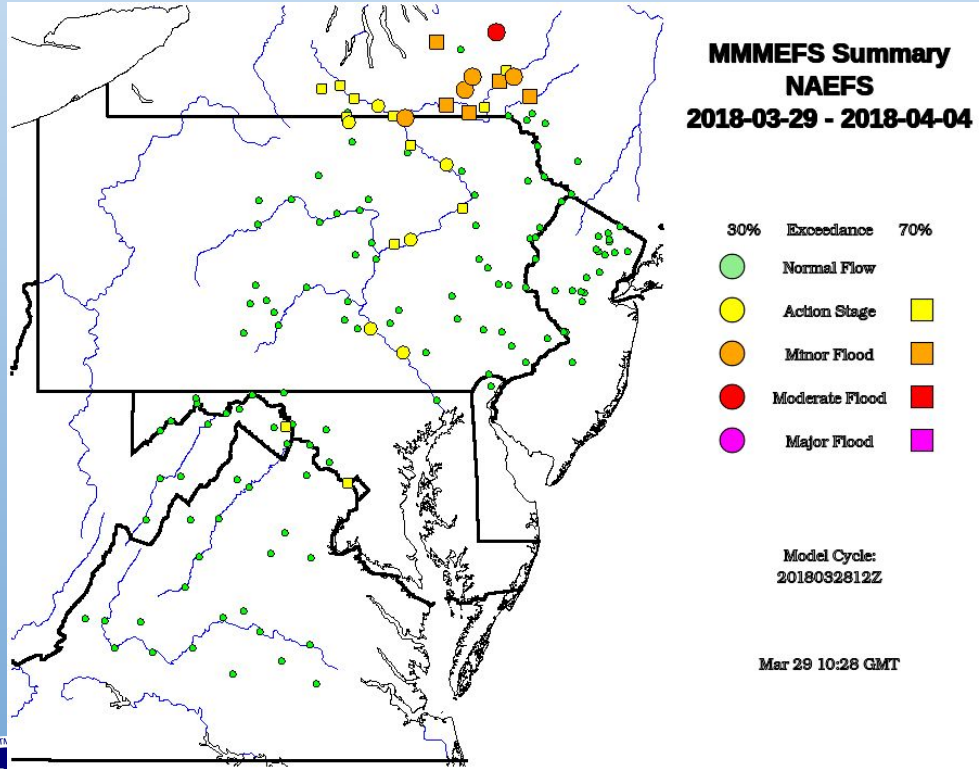 MMMEFS Summary
NAEFS
2018-03-29 - 2018-04-04
30% Exceedance 70%
Normal Flow
Action Stage
Minor Flood
Moderate Flood
Major Flood
Model Cycle:
2018032812Z
Mar 29 10:28 GMT